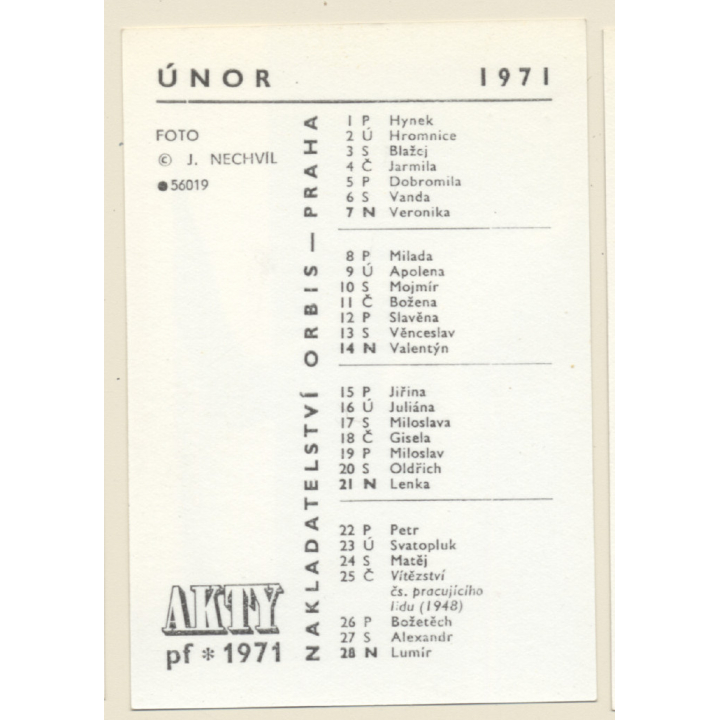 ÚNOR 1971
FOTO
© J. NECHVÍL
●56019
NAKLADATELSTVÍ ORBIS — PRAHA
1 P Hynek
2 Ú Hromnice
3 S Blažej
4 Č Jarmila
5 P Dobromila
6 S Vanda
7 N Veronika
8 P Milada
9 Ú Apolena
10 S Mojmír
11 Č Božena
12 P Slavěna
13 S Věnceslav
14 N Valentýn
15 P Jiřina
16 Ú Juliána
17 S Miloslava
18 Č Gisela
19 P Miloslav
20 S Oldřich
21 N Lenka
22 P Petr
23 Ú Svatopluk
24 S Matěj
25 Č Vítězství
čs. pracujícího
lidu (1948)
26 P Božetěch
27 S Alexandr
28 N Lumír
AKTY
pf * 1971